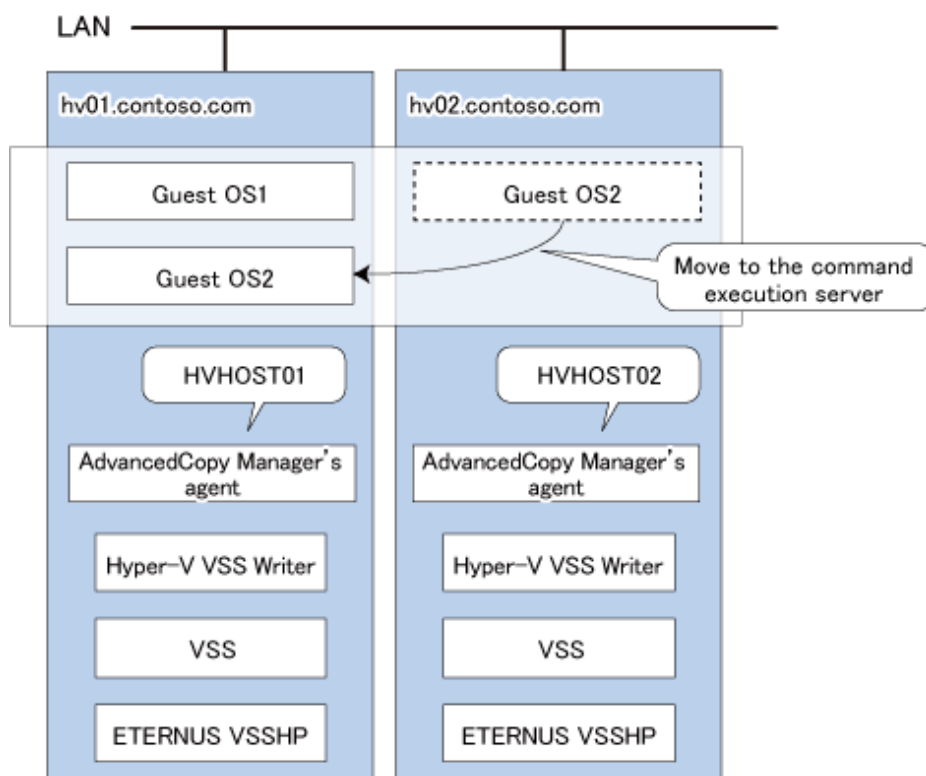 LAN
hv01.contoso.com
hv02.contoso.com
Guest OS1
Guest OS2
Guest OS2
Move to the command
execution server
HVHOST01
HVHOST02
AdvancedCopy Manager's
agent
AdvancedCopy Manager's
agent
Hyper-V VSS Writer
Hyper-V VSS Writer
VSS
VSS
ETERNUS VSSHP
ETERNUS VSSHP